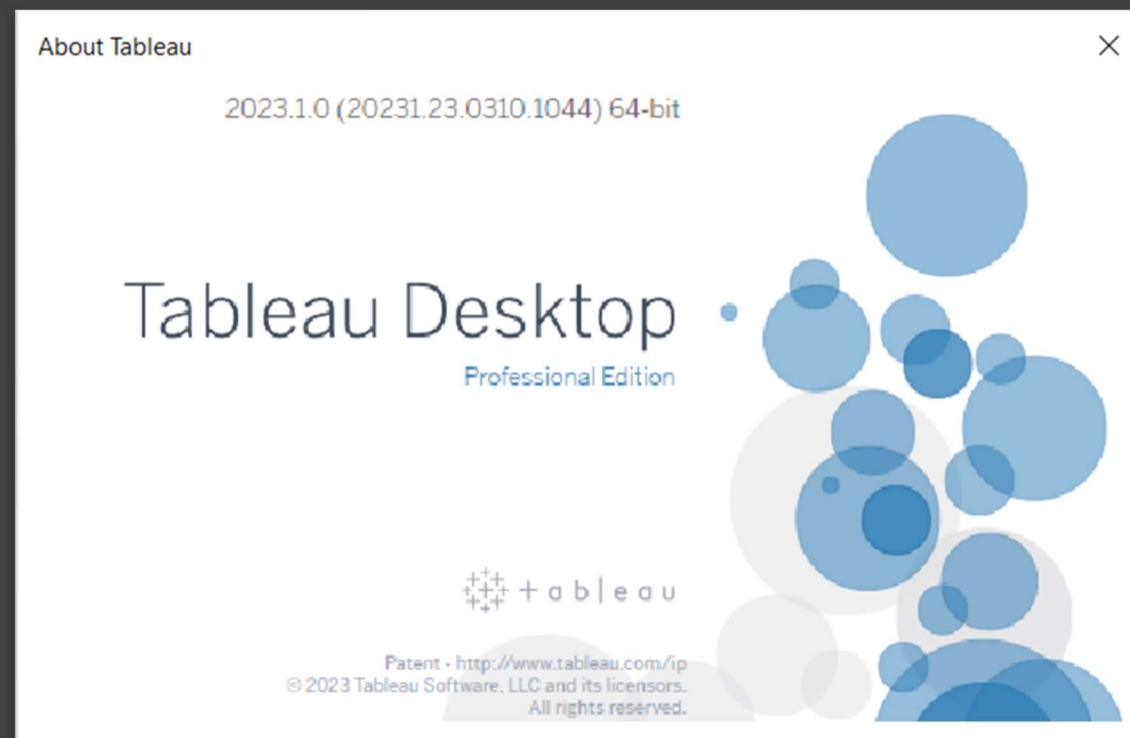 About Tableau
2023.1.0 (20231.23.0310.1044) 64-bit
Tableau Desktop
Professional Edition
+ableau
Patent - http://www.tableau.com/ip
© 2023 Tableau Software, LLC and its licensors.
All rights reserved.